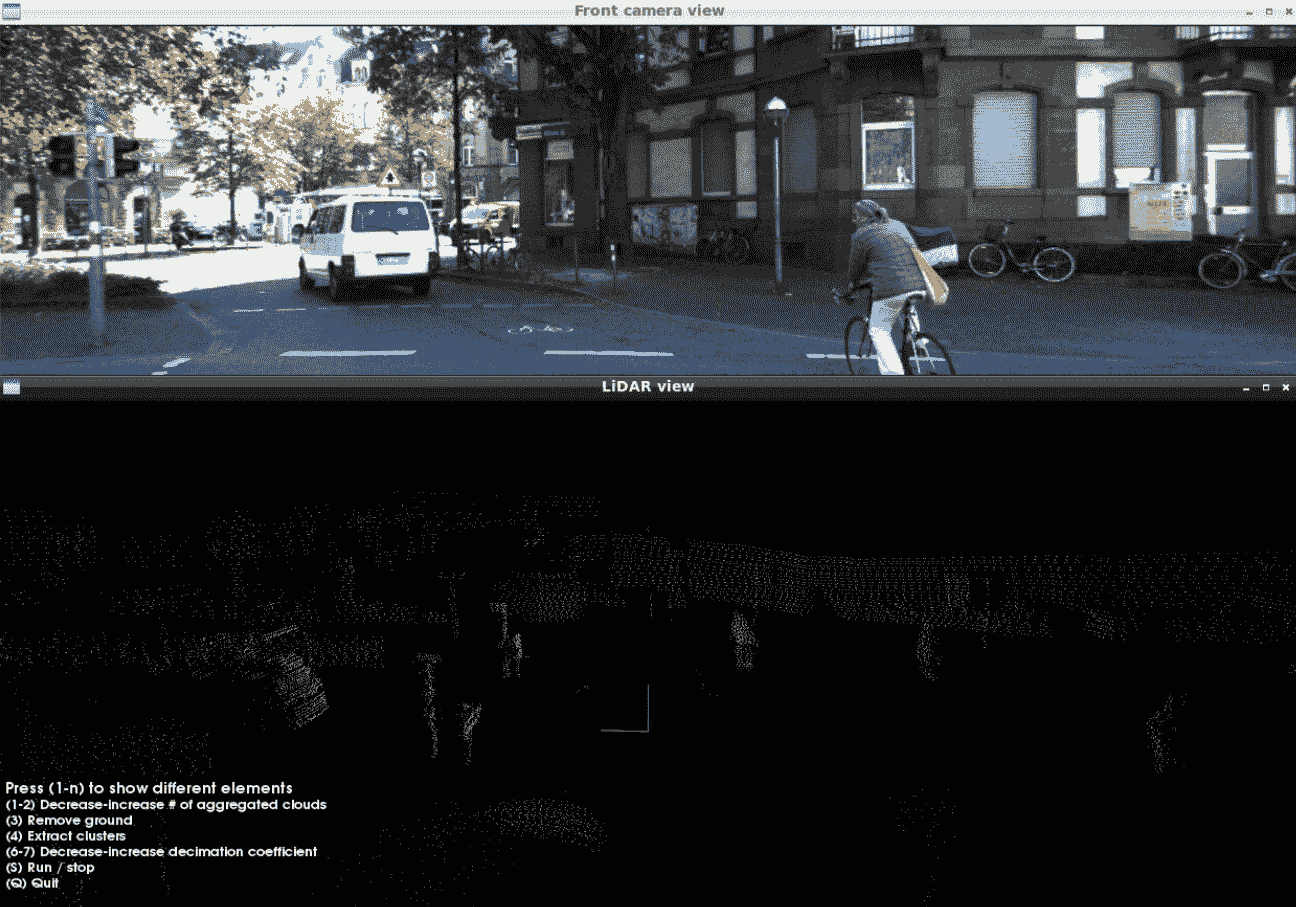 Front camera view
LiDAR view
Press (1-n) to show different elements
(1-2) Decrease-increase # of aggregated clouds
(3) Remove ground
(4) Extract clusters
(6-7) Decrease-increase decimation coefficient
(S) Run / stop
(Q) Quit